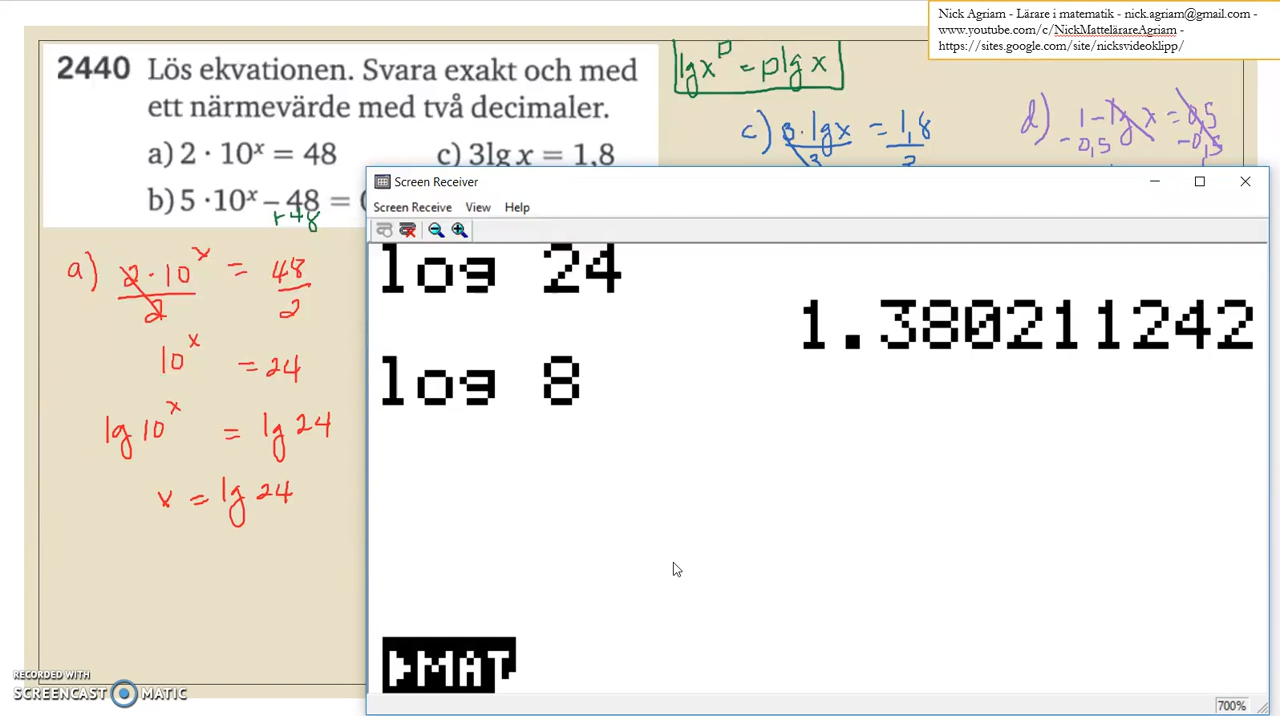 Nick Agriam - Lärare i matematik - nick.agriam@gmail.com -
www.youtube.com/c/NickMattelärareAgriam -
https://sites.google.com/site/nicksvideoklipp/
2440 Lös ekvationen. Svara exakt och med
ett närmevärde med två decimaler.
a) 2 · 10ˣ = 48
c) 3lg x = 1,8
b) 5 · 10ˣ – 48 =
+48
lg xᵖ = p lg x
c) 3 · lg x = 1,8
d) 1 - lg x = 0,5
-0,5 -0,5
a) 2 · 10ˣ = 48
2 2
10ˣ = 24
lg 10ˣ = lg 24
x = lg 24
Screen Receiver
Screen Receive View Help
log 24
1.380211242
log 8
▶MAT
700%
RECORDED WITH
SCREENCAST MATIC